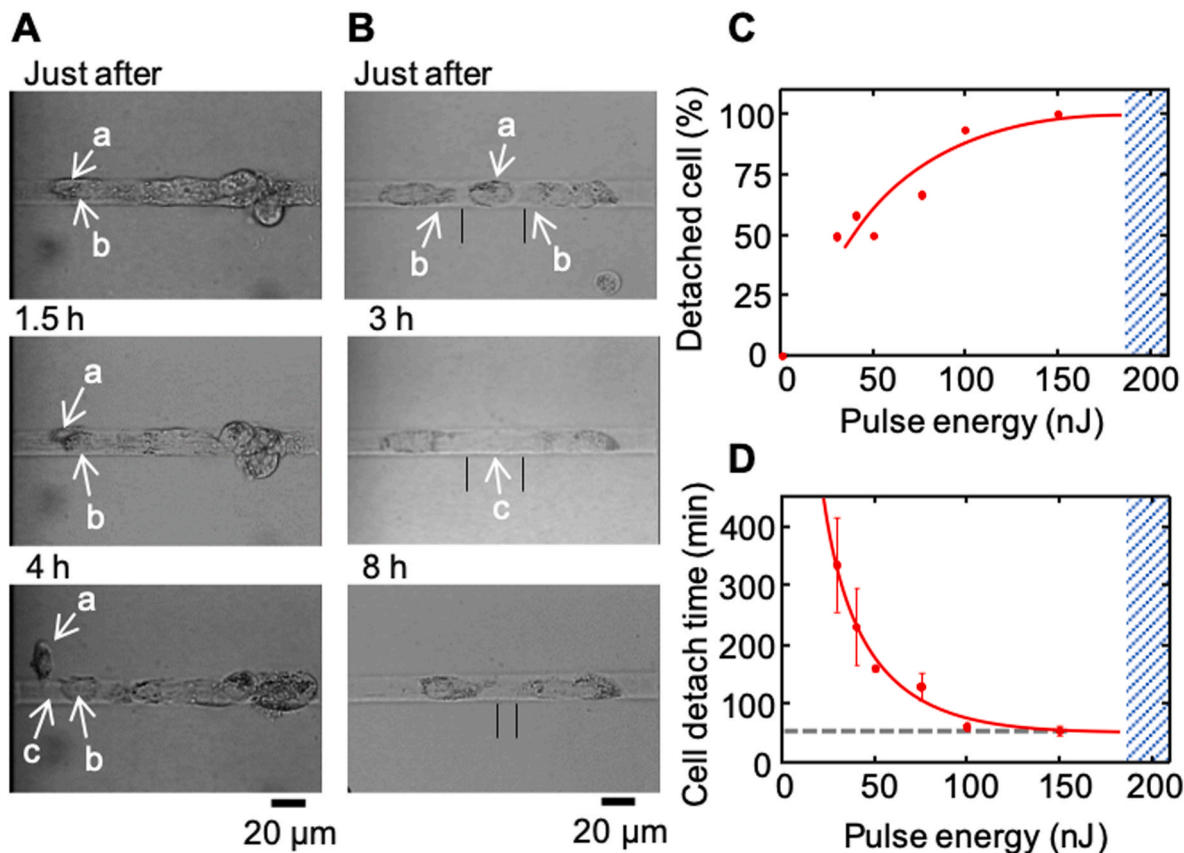 A
Just after
a
b
1.5 h
a
b
4 h
a
c
b
20 µm
B
Just after
a
b
b
3 h
c
8 h
20 µm
C
Detached cell (%)
100
75
50
25
0
0
50
100
150
200
Pulse energy (nJ)
D
Cell detach time (min)
400
300
200
100
0
0
50
100
150
200
Pulse energy (nJ)